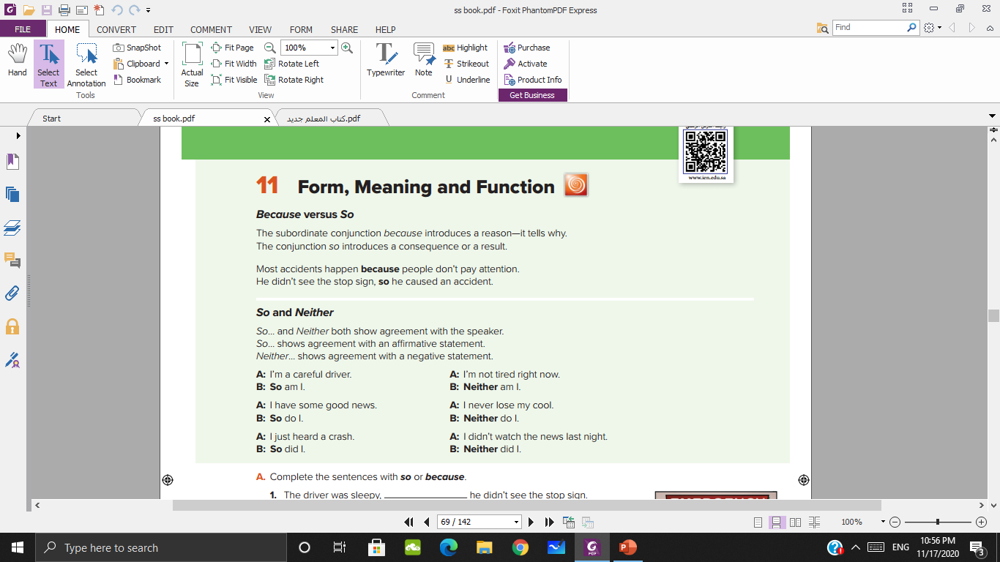 ss book.pdf - Foxit PhantomPDF Express
FILE HOME CONVERT EDIT COMMENT VIEW FORM SHARE HELP
Find
Hand
Select Text
Select Annotation
SnapShot
Clipboard
Bookmark
Tools
Actual Size
Fit Page
Fit Width
Fit Visible
100%
Rotate Left
Rotate Right
View
Typewriter
Note
abc Highlight
T Strikeout
U Underline
Comment
Purchase
Activate
Product Info
Get Business
Start
ss book.pdf
كتاب المعلم جديد.pdf
www.ien.edu.sa
11 Form, Meaning and Function
Because versus So
The subordinate conjunction because introduces a reason—it tells why.
The conjunction so introduces a consequence or a result.
Most accidents happen because people don't pay attention.
He didn't see the stop sign, so he caused an accident.
So and Neither
So... and Neither both show agreement with the speaker.
So... shows agreement with an affirmative statement.
Neither... shows agreement with a negative statement.
A: I'm a careful driver.
B: So am I.
A: I have some good news.
B: So do I.
A: I just heard a crash.
B: So did I.
A: I'm not tired right now.
B: Neither am I.
A: I never lose my cool.
B: Neither do I.
A: I didn't watch the news last night.
B: Neither did I.
A. Complete the sentences with so or because.
1. The driver was sleepy, ________________ he didn't see the stop sign.
69 / 142
100%
Type here to search
PDF
ENG
10:56 PM
11/17/2020
3